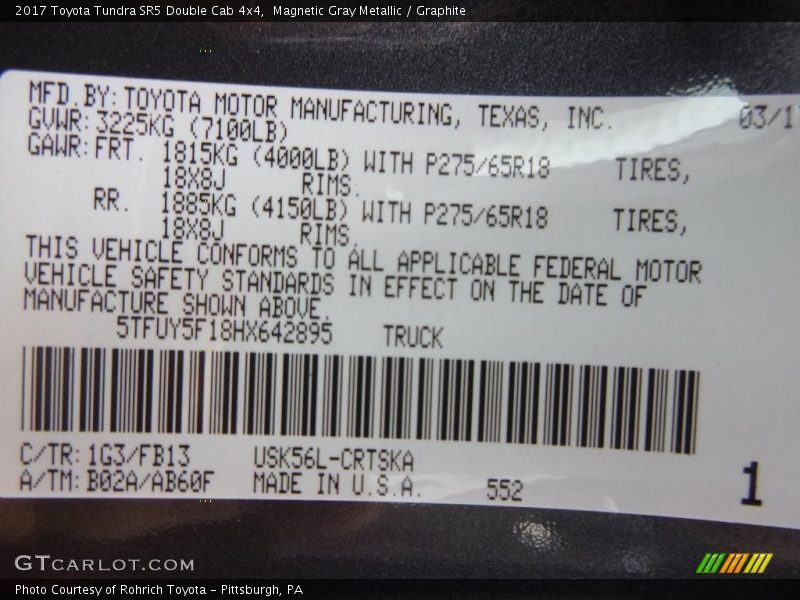 2017 Toyota Tundra SR5 Double Cab 4x4,  Magnetic Gray Metallic / Graphite
MFD.BY:TOYOTA MOTOR MANUFACTURING, TEXAS, INC. 03/1
GVWR:3225KG (7100LB)
GAWR:FRT. 1815KG (4000LB) WITH P275/65R18 TIRES,
18X8J RIMS.
RR. 1885KG (4150LB) WITH P275/65R18 TIRES,
18X8J RIMS.
THIS VEHICLE CONFORMS TO ALL APPLICABLE FEDERAL MOTOR
VEHICLE SAFETY STANDARDS IN EFFECT ON THE DATE OF
MANUFACTURE SHOWN ABOVE.
5TFUY5F18HX642895 TRUCK
C/TR:1G3/FB13 USK56L-CRTSKA
A/TM:B02A/AB60F MADE IN U.S.A. 552 1
GTcarlot.com
Photo Courtesy of Rohrich Toyota - Pittsburgh, PA